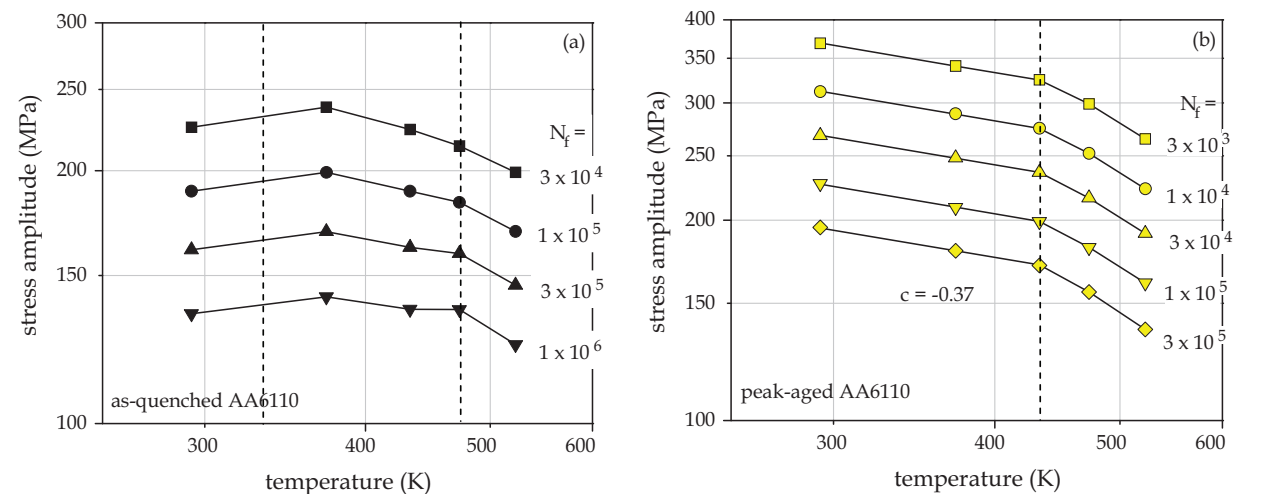 300
250
200
150
100
stress amplitude (MPa)
(a)
N_f =
3 x 10^4
1 x 10^5
3 x 10^5
1 x 10^6
as-quenched AA6110
300
400
500
600
temperature (K)
400
350
300
250
200
150
100
stress amplitude (MPa)
(b)
N_f =
3 x 10^3
1 x 10^4
3 x 10^4
1 x 10^5
3 x 10^5
c = -0.37
peak-aged AA6110
300
400
500
600
temperature (K)